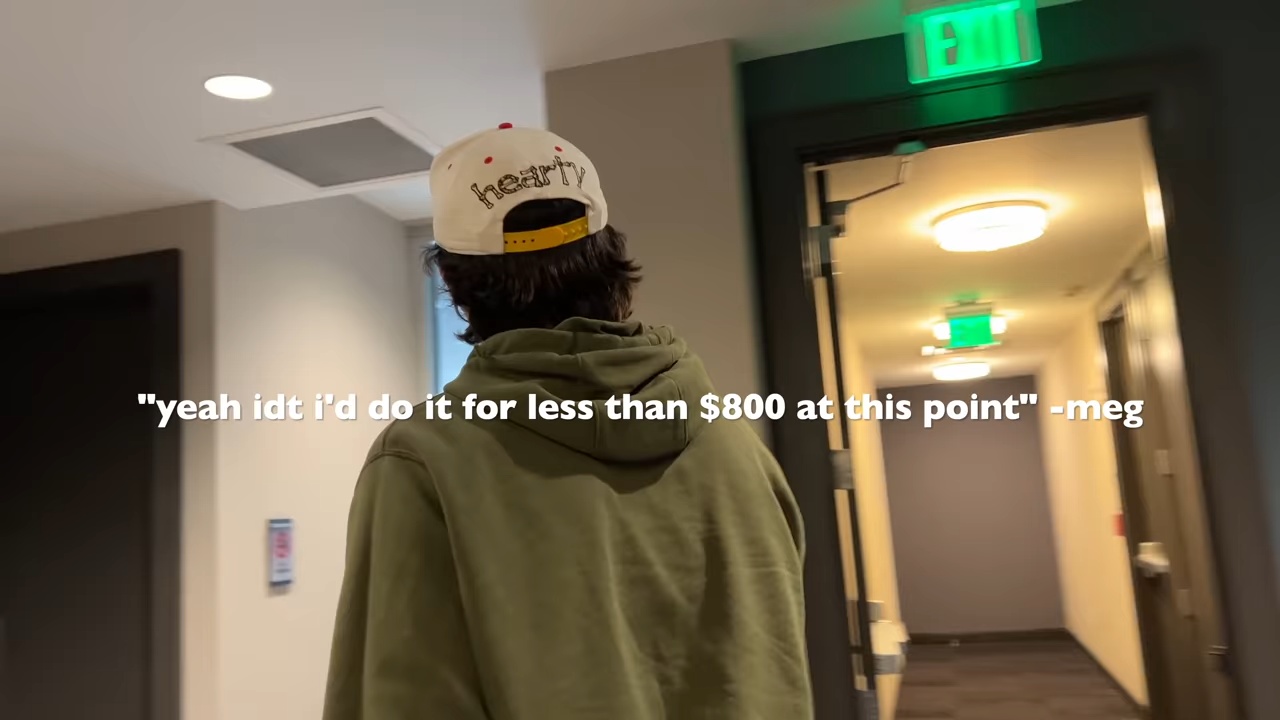 EXIT
hearty
"yeah idt i'd do it for less than $800 at this point" -meg